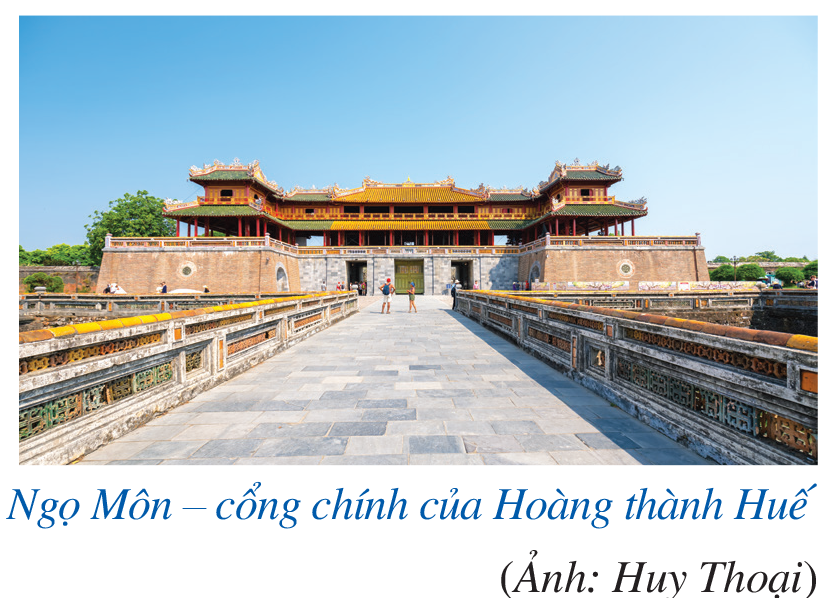 Ngọ Môn – cổng chính của Hoàng thành Huế
(Ảnh: Huy Thoại)